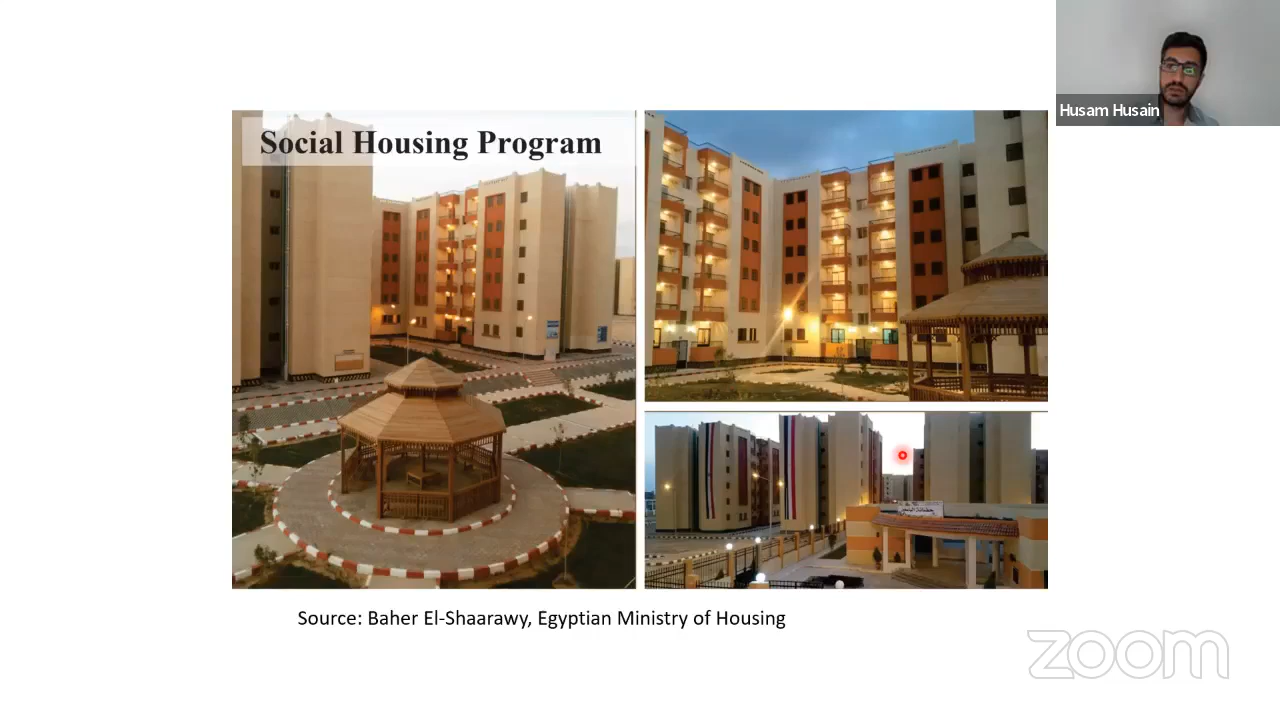 Social Housing Program
Husam Husain
Source: Baher El-Shaarawy, Egyptian Ministry of Housing
zoom